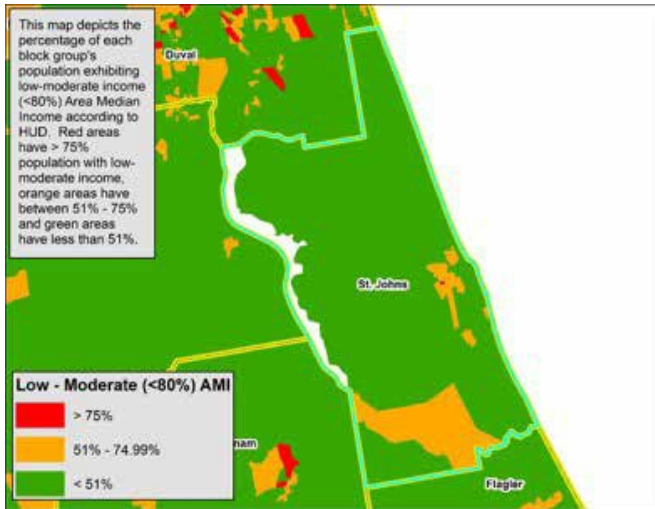 This map depicts the
percentage of each
block group's
population exhibiting
low-moderate income
(<80%) Area Median
Income according to
HUD. Red areas
have > 75%
population with low-
moderate income,
orange areas have
between 51% - 75%
and green areas
have less than 51%.
Duval
St. Johns
Low - Moderate (<80%) AMI
> 75%
51% - 74.99%
< 51%
nam
Flagler